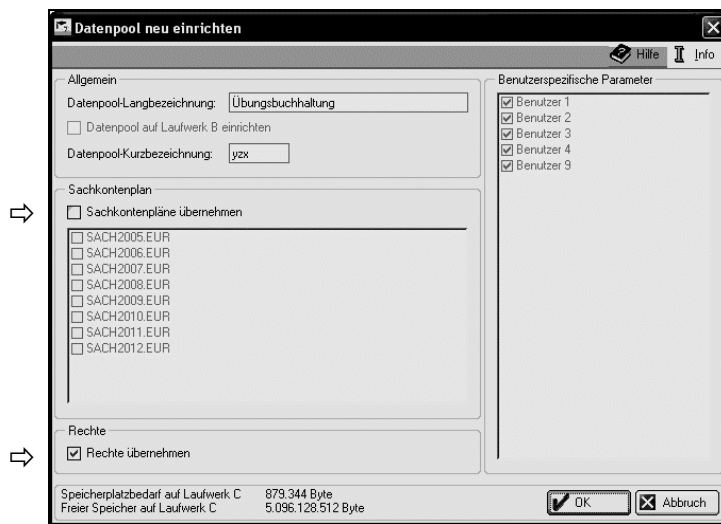 Datenpool neu einrichten
Hilfe
Info
Allgemein
Datenpool-Langbezeichnung: Übungsbuchhaltung
Datenpool auf Laufwerk B einrichten
Datenpool-Kurzbezeichnung: yzx
Sachkontenplan
Sachkontenpläne übernehmen
SACH2005.EUR
SACH2006.EUR
SACH2007.EUR
SACH2008.EUR
SACH2009.EUR
SACH2010.EUR
SACH2011.EUR
SACH2012.EUR
Rechte
Rechte übernehmen
Benutzerspezifische Parameter
Benutzer 1
Benutzer 2
Benutzer 3
Benutzer 4
Benutzer 9
Speicherplatzbedarf auf Laufwerk C 879.344 Byte
Freier Speicher auf Laufwerk C 5.096.128.512 Byte
OK
Abbruch